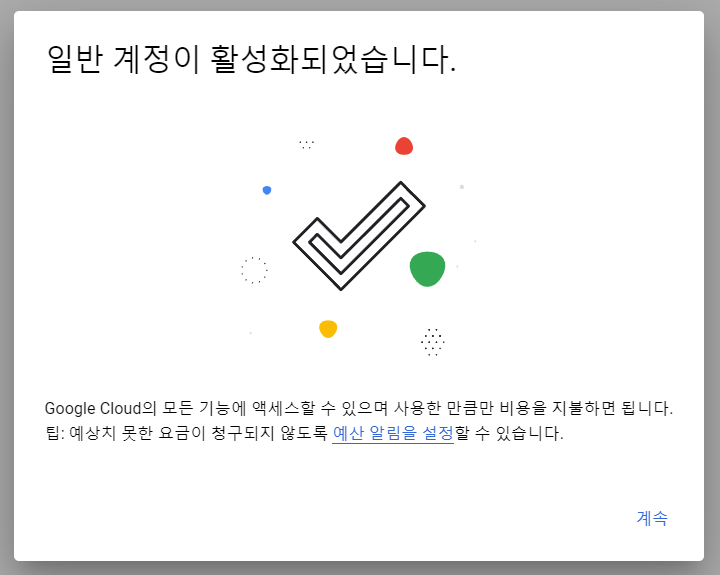 일반 계정이 활성화되었습니다.
Google Cloud의 모든 기능에 액세스할 수 있으며 사용한 만큼만 비용을 지불하면 됩니다.
팁: 예상치 못한 요금이 청구되지 않도록 예산 알림을 설정할 수 있습니다.
계속